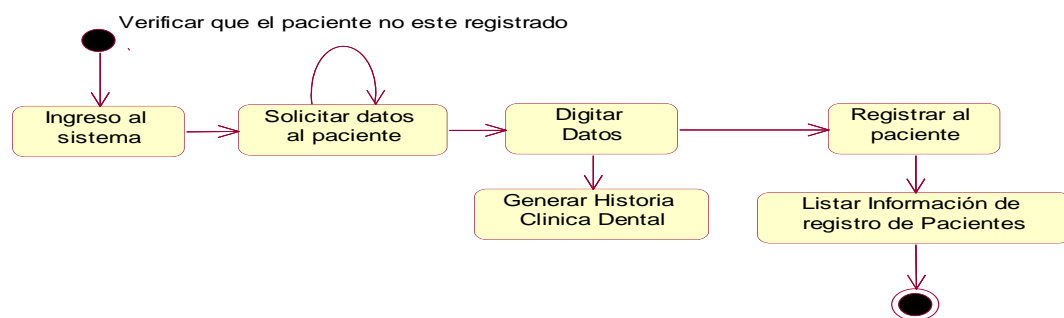 Verificar que el paciente no este registrado
Ingreso al
sistema
Solicitar datos
al paciente
Digitar
Datos
Registrar al
paciente
Generar Historia
Clinica Dental
Listar Información de
registro de Pacientes